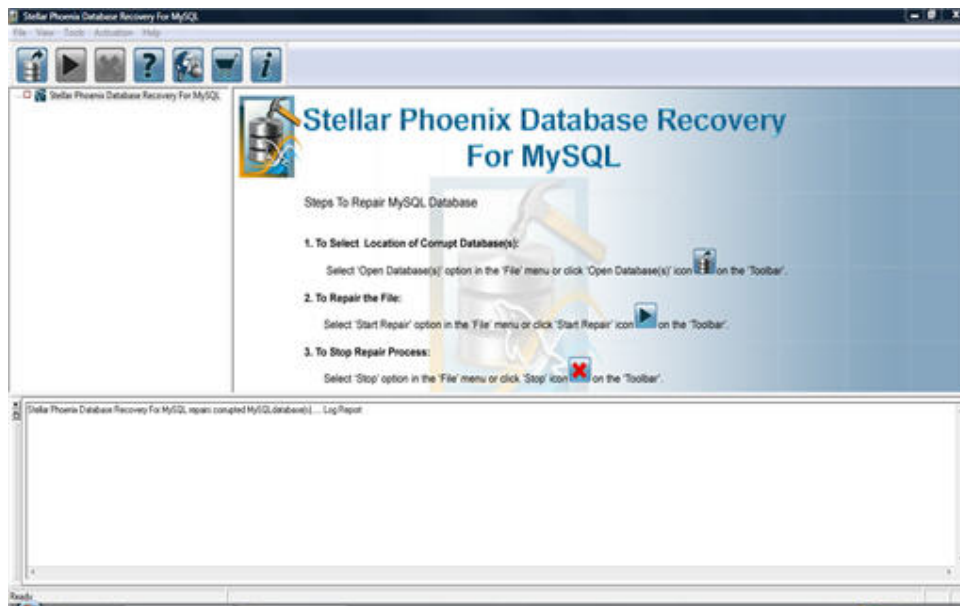 Stellar Phoenix Database Recovery For MySQL
File View Tools Activation Help
Stellar Phoenix Database Recovery For MySQL
Stellar Phoenix Database Recovery
For MySQL
Steps To Repair MySQL Database
1. To Select Location of Corrupt Database(s):
Select 'Open Database(s)' option in the 'File' menu or click 'Open Database(s)' icon on the 'Toolbar'.
2. To Repair the File:
Select 'Start Repair' option in the 'File' menu or click 'Start Repair' icon on the 'Toolbar'.
3. To Stop Repair Process:
Select 'Stop' option in the 'File' menu or click 'Stop' icon on the 'Toolbar'.
Stellar Phoenix Database Recovery For MySQL repairs corrupted MySQL database(s) .... Log Report
Ready